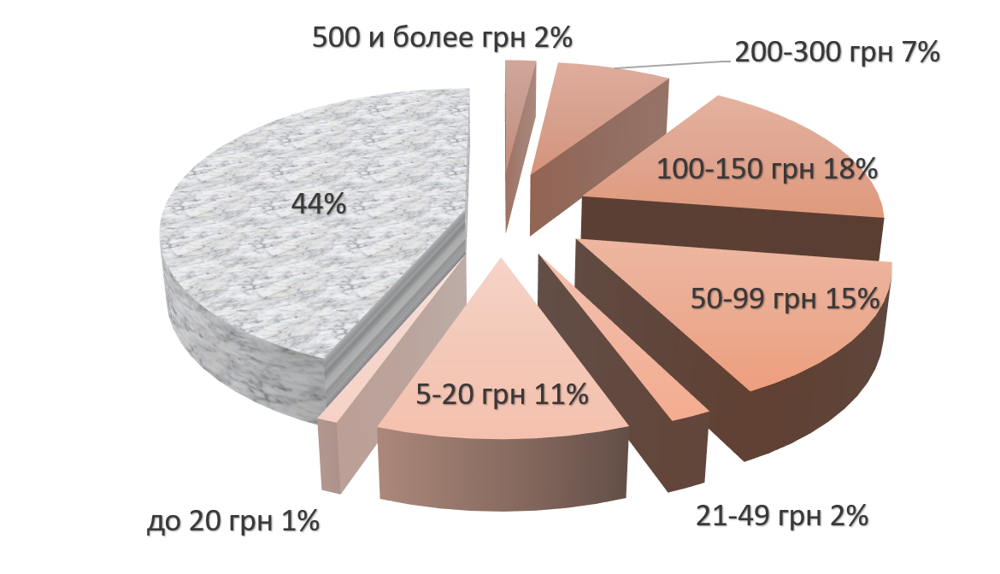 500 и более грн 2%
200-300 грн 7%
100-150 грн 18%
44%
50-99 грн 15%
5-20 грн 11%
21-49 грн 2%
до 20 грн 1%